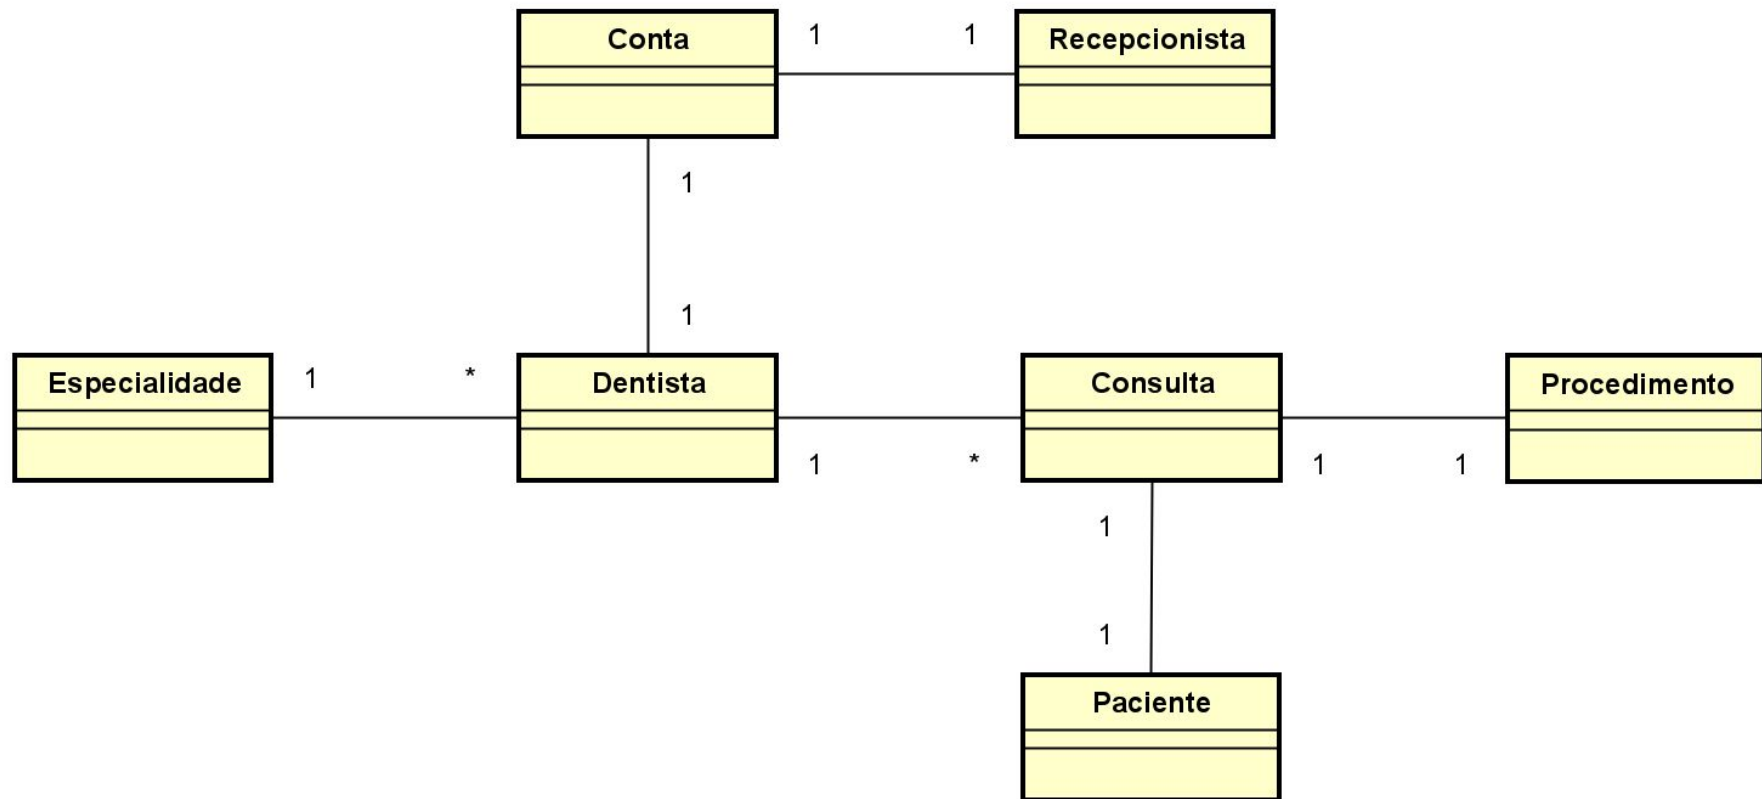 Conta
1
1
Recepcionista
1
1
Especialidade
1
*
Dentista
1
*
Consulta
1
1
Procedimento
1
1
Paciente